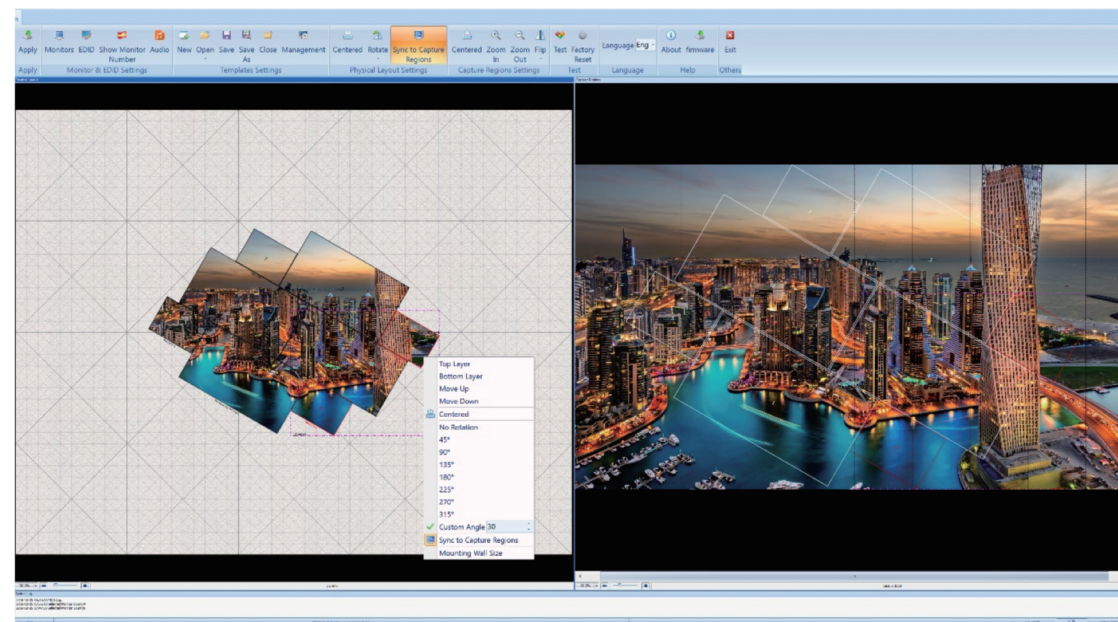 Apply Monitors EDID Show Monitor Number Audio New Open Save Save As Close Management Centered Rotate Sync to Capture Regions Centered Zoom In Zoom Out Flip Test Factory Reset Language Eng About femware Exit
Apply Monitor & EDID Settings Templates Settings Physical Layout Settings Capture Regions Settings Test Language Help Others
Top Layer
Bottom Layer
Move Up
Move Down
Centered
No Rotation
45°
90°
135°
180°
225°
270°
315°
Custom Angle 30
Sync to Capture Regions
Mounting Wall Size